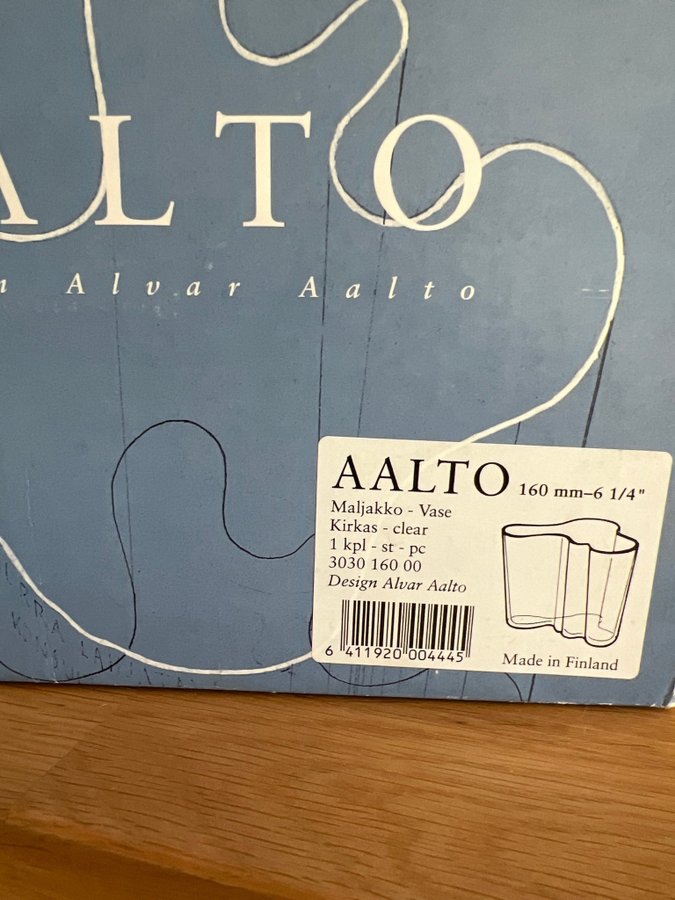 ALTO
n Alvar Aalto
AALTO 160 mm–6 1/4"
Maljakko - Vase
Kirkas - clear
1 kpl - st - pc
3030 160 00
Design Alvar Aalto
6 411920 004445
Made in Finland